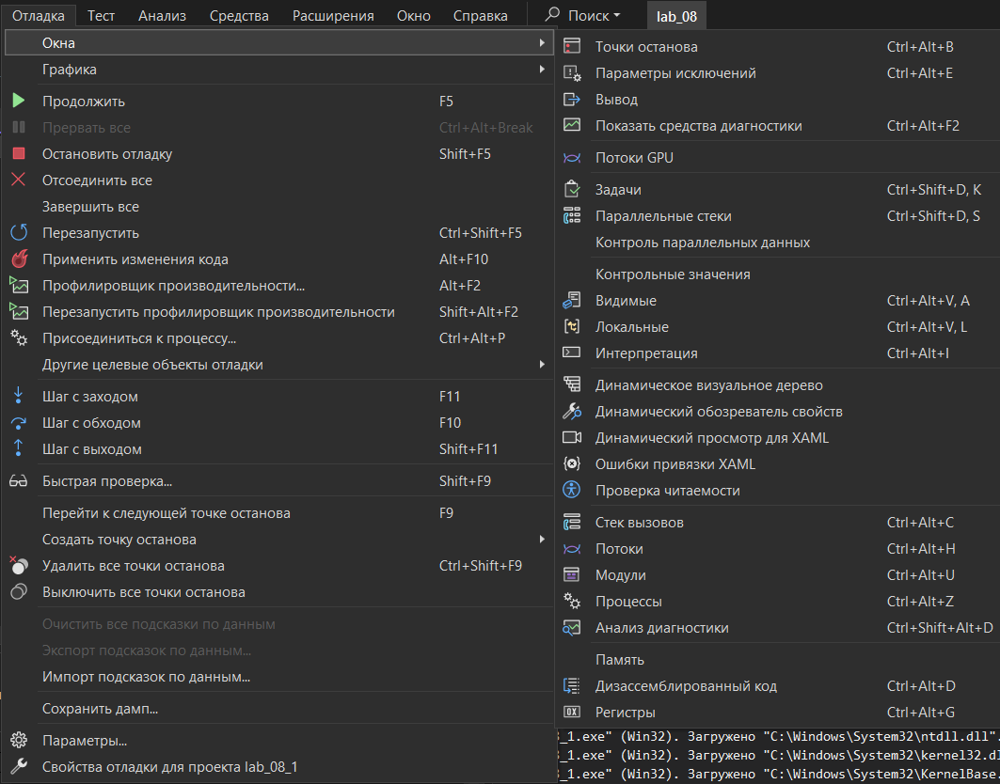 Отладка Тест Анализ Средства Расширения Окно Справка Поиск lab_08
Окна
Графика
Продолжить F5
Прервать все Ctrl+Alt+Break
Остановить отладку Shift+F5
Отсоединить все
Завершить все
Перезапустить Ctrl+Shift+F5
Применить изменения кода Alt+F10
Профилировщик производительности... Alt+F2
Перезапустить профилировщик производительности Shift+Alt+F2
Присоединиться к процессу... Ctrl+Alt+P
Другие целевые объекты отладки
Шаг с заходом F11
Шаг с обходом F10
Шаг с выходом Shift+F11
Быстрая проверка... Shift+F9
Перейти к следующей точке останова F9
Создать точку останова
Удалить все точки останова Ctrl+Shift+F9
Выключить все точки останова
Очистить все подсказки по данным
Экспорт подсказок по данным...
Импорт подсказок по данным...
Сохранить дамп...
Параметры...
Свойства отладки для проекта lab_08_1
Точки останова Ctrl+Alt+B
Параметры исключений Ctrl+Alt+E
Вывод
Показать средства диагностики Ctrl+Alt+F2
Потоки GPU
Задачи Ctrl+Shift+D, K
Параллельные стеки Ctrl+Shift+D, S
Контроль параллельных данных
Контрольные значения
Видимые Ctrl+Alt+V, A
Локальные Ctrl+Alt+V, L
Интерпретация Ctrl+Alt+I
Динамическое визуальное дерево
Динамический обозреватель свойств
Динамический просмотр для XAML
Ошибки привязки XAML
Проверка читаемости
Стек вызовов Ctrl+Alt+C
Потоки Ctrl+Alt+H
Модули Ctrl+Alt+U
Процессы Ctrl+Alt+Z
Анализ диагностики Ctrl+Shift+Alt+D
Память
Дизассемблированный код Ctrl+Alt+D
Регистры Ctrl+Alt+G
_1.exe" (Win32). Загружено "C:\Windows\System32\ntdll.dll".
_1.exe" (Win32). Загружено "C:\Windows\System32\kernel32.dl
_1.exe" (Win32). Загружено "C:\Windows\System32\KernelBase.